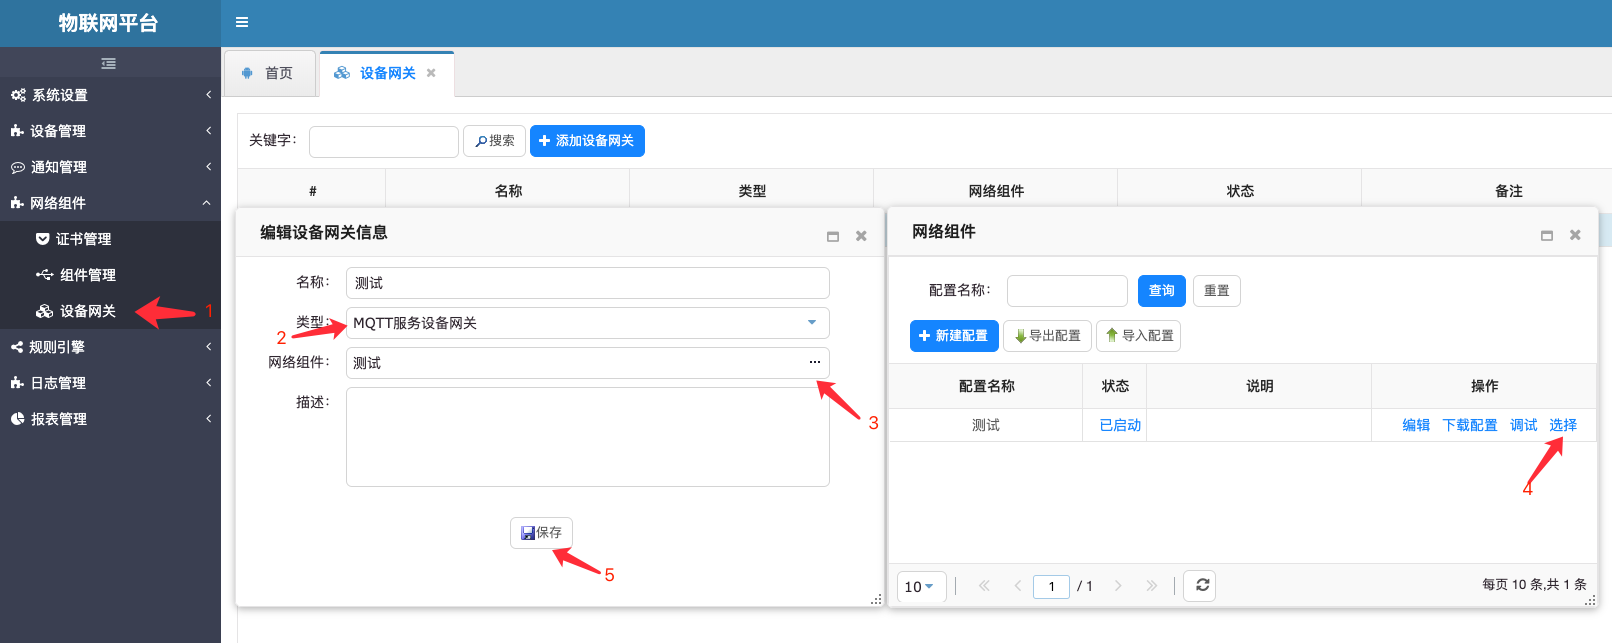 物联网平台
系统设置
设备管理
通知管理
网络组件
证书管理
组件管理
设备网关
1
规则引擎
日志管理
报表管理
首页
设备网关
关键字:
搜索
添加设备网关
# 名称 类型 网络组件 状态 备注
编辑设备网关信息
名称: 测试
类型: MQTT服务设备网关
2
网络组件: 测试 ...
3
描述:
保存
5
网络组件
配置名称: 查询 重置
新建配置 导出配置 导入配置
配置名称 状态 说明 操作
测试 已启动 编辑 下载配置 调试 选择
4
10 1 / 1 每页 10 条,共 1 条